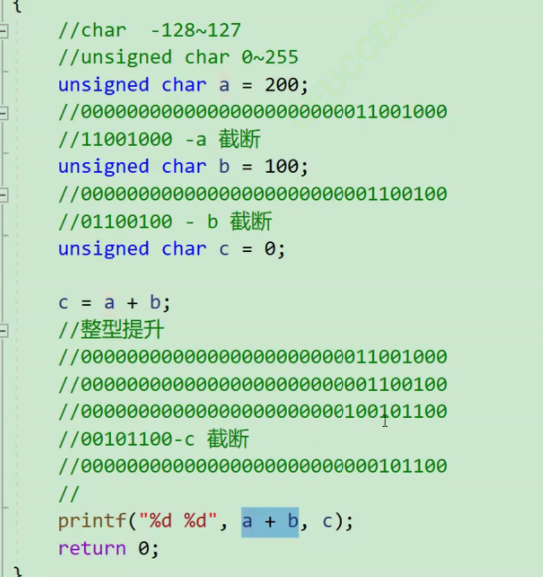 {
//char -128~127
//unsigned char 0~255
unsigned char a = 200;
//00000000000000000000000011001000
//11001000 -a 截断
unsigned char b = 100;
//00000000000000000000000001100100
//01100100 - b 截断
unsigned char c = 0;
c = a + b;
//整型提升
//00000000000000000000000011001000
//00000000000000000000000001100100
//00000000000000000000000100101100
//00101100-c 截断
//00000000000000000000000000101100
//
printf("%d %d", a + b, c);
return 0;
}